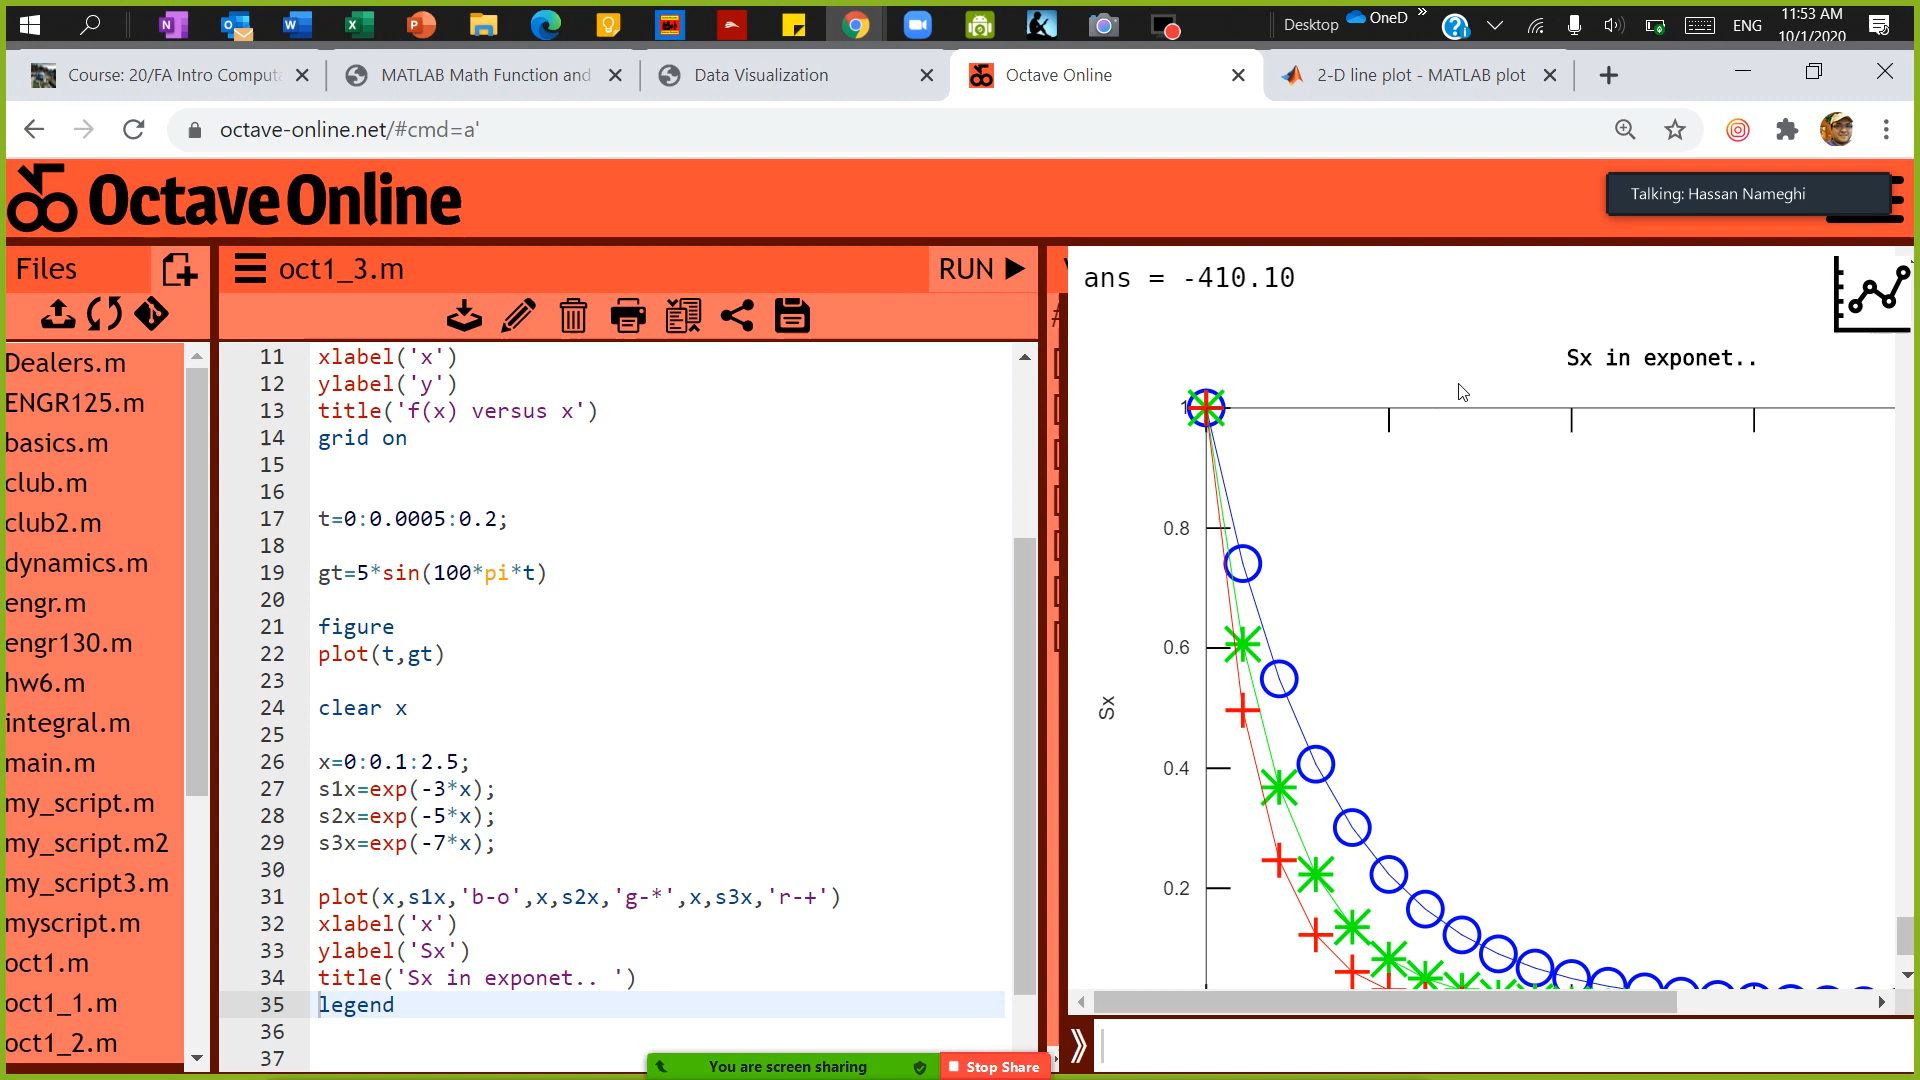 Desktop
OneD
»
ENG
11:53 AM
10/1/2020
Course: 20/FA Intro Computa
MATLAB Math Function and
Data Visualization
Octave Online
2-D line plot - MATLAB plot
octave-online.net/#cmd=a'
Octave Online
Talking: Hassan Nameghi
Files
oct1_3.m
RUN
Dealers.m
ENGR125.m
basics.m
club.m
club2.m
dynamics.m
engr.m
engr130.m
hw6.m
integral.m
main.m
my_script.m
my_script.m2
my_script3.m
myscript.m
oct1.m
oct1_1.m
oct1_2.m
11 xlabel('x')
12 ylabel('y')
13 title('f(x) versus x')
14 grid on
15
16
17 t=0:0.0005:0.2;
18
19 gt=5*sin(100*pi*t)
20
21 figure
22 plot(t,gt)
23
24 clear x
25
26 x=0:0.1:2.5;
27 s1x=exp(-3*x);
28 s2x=exp(-5*x);
29 s3x=exp(-7*x);
30
31 plot(x,s1x,'b-o',x,s2x,'g-*',x,s3x,'r-+')
32 xlabel('x')
33 ylabel('Sx')
34 title('Sx in exponet.. ')
35 legend
36
37
ans = -410.10
Sx in exponet..
1
0.8
0.6
Sx
0.4
0.2
You are screen sharing
Stop Share